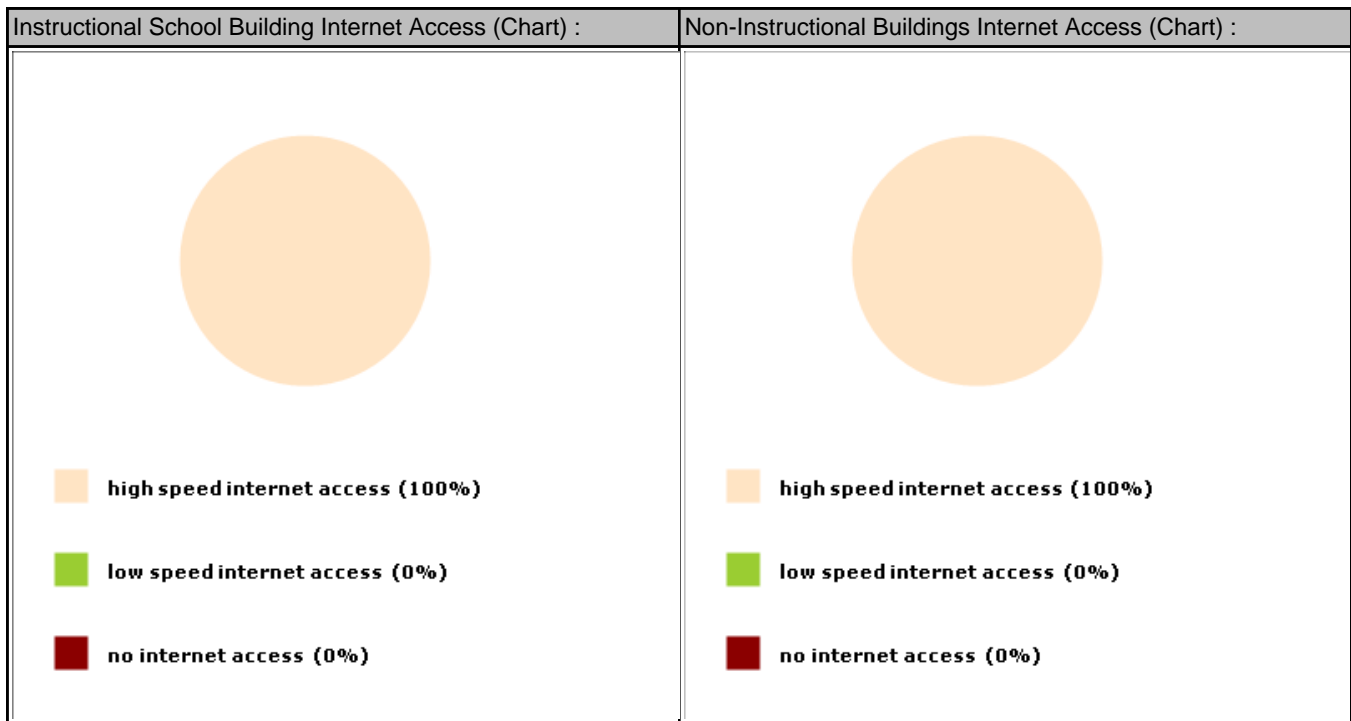 Instructional School Building Internet Access (Chart) :
Non-Instructional Buildings Internet Access (Chart) :
high speed internet access (100%)
low speed internet access (0%)
no internet access (0%)
high speed internet access (100%)
low speed internet access (0%)
no internet access (0%)